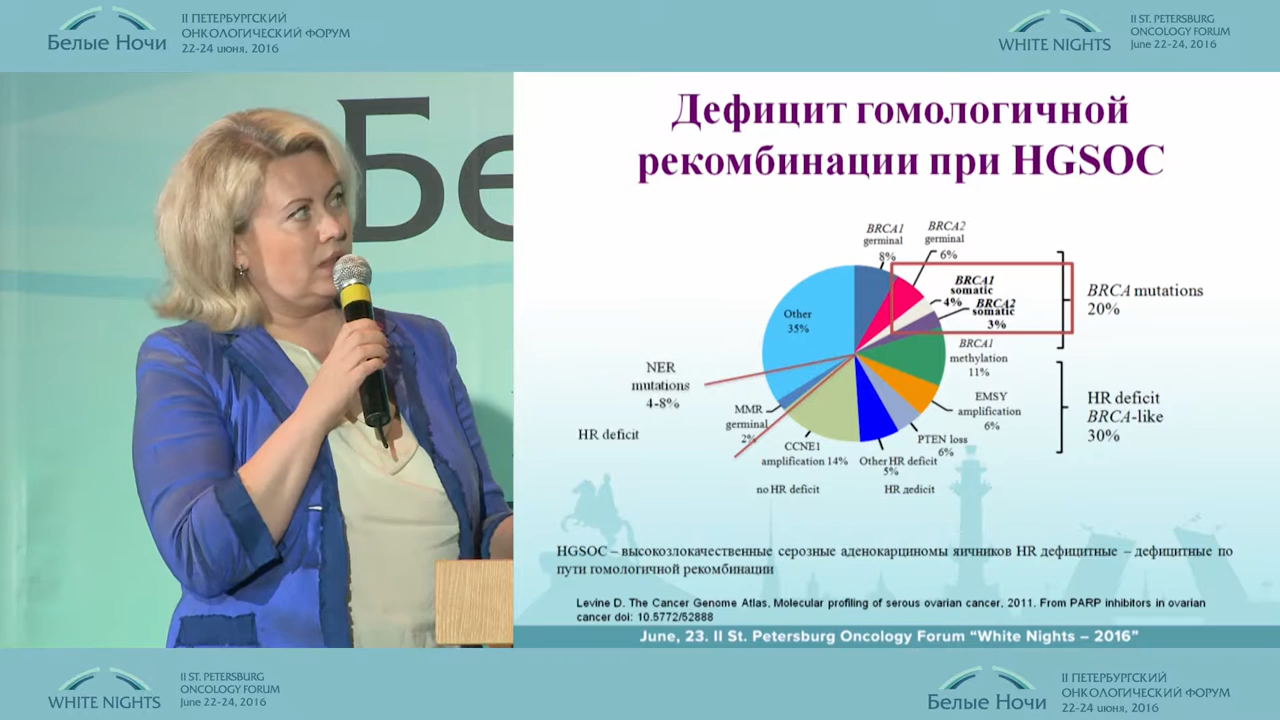 Белые Ночи
II ПЕТЕРБУРГСКИЙ
ОНКОЛОГИЧЕСКИЙ ФОРУМ
22-24 июня, 2016
WHITE NIGHTS
II ST. PETERSBURG
ONCOLOGY FORUM
June 22-24, 2016
Бе
Дефицит гомологичной
рекомбинации при HGSOC
BRCA1
germinal
8%
BRCA2
germinal
6%
BRCA1
somatic
4%
BRCA2
somatic
3%
BRCA mutations
20%
Other
35%
BRCA1
methylation
11%
NER
mutations
4-8%
HR deficit
BRCA-like
30%
EMSY
amplification
6%
MMR
germinal
2%
HR deficit
PTEN loss
6%
CCNE1
amplification 14%
Other HR deficit
5%
no HR deficit
HR дедicit
HGSOC – высокозлокачественные серозные аденокарциномы яичников HR дефицитные – дефицитные по
пути гомологичной рекомбинации
Levine D. The Cancer Genome Atlas, Molecular profiling of serous ovarian cancer, 2011. From PARP inhibitors in ovarian
cancer doi: 10.5772/52888
June, 23. II St. Petersburg Oncology Forum “White Nights – 2016”
WHITE NIGHTS
II ST. PETERSBURG
ONCOLOGY FORUM
June 22-24, 2016
Белые Ночи
II ПЕТЕРБУРГСКИЙ
ОНКОЛОГИЧЕСКИЙ ФОРУМ
22-24 июня, 2016